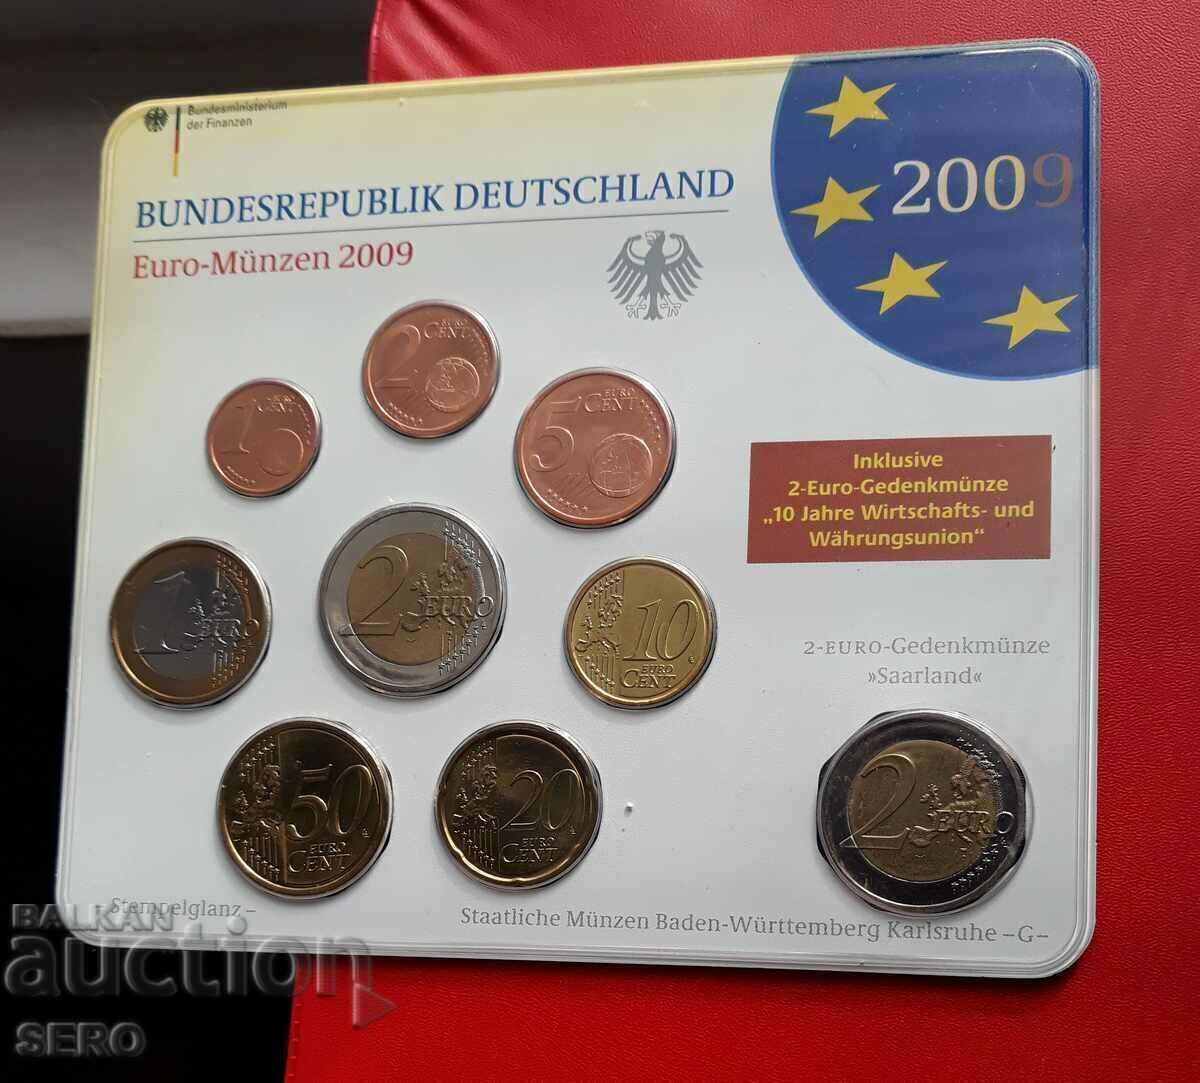 Bundesministerium
der Finanzen
BUNDESREPUBLIK DEUTSCHLAND
Euro-Münzen 2009
2009
1 EURO CENT
2 EURO CENT
5 EURO CENT
Inklusive
2-Euro-Gedenkmünze
„10 Jahre Wirtschafts- und
Währungsunion“
1 EURO
2 EURO
10 EURO CENT
2-EURO-Gedenkmünze
»Saarland«
50 EURO CENT
20 EURO CENT
2 EURO
– Stempelglanz –
Staatliche Münzen Baden-Württemberg Karlsruhe –G–
BALKAN
auction
SERO